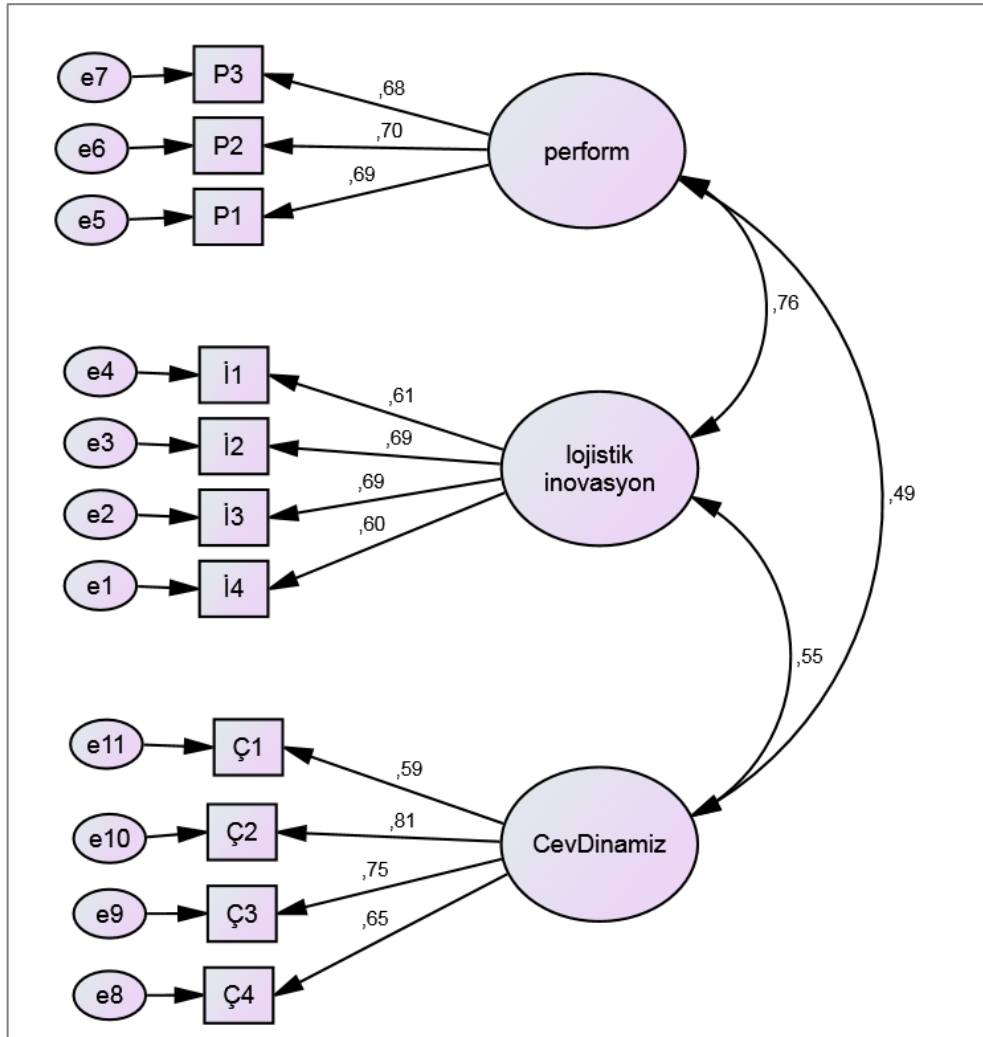 e7
P3
,68
e6
P2
,70
e5
P1
,69
perform
,76
e4
İ1
,61
e3
İ2
,69
e2
İ3
,69
e1
İ4
,60
lojistik
inovasyon
,49
,55
e11
Ç1
,59
e10
Ç2
,81
e9
Ç3
,75
e8
Ç4
,65
CevDinamiz